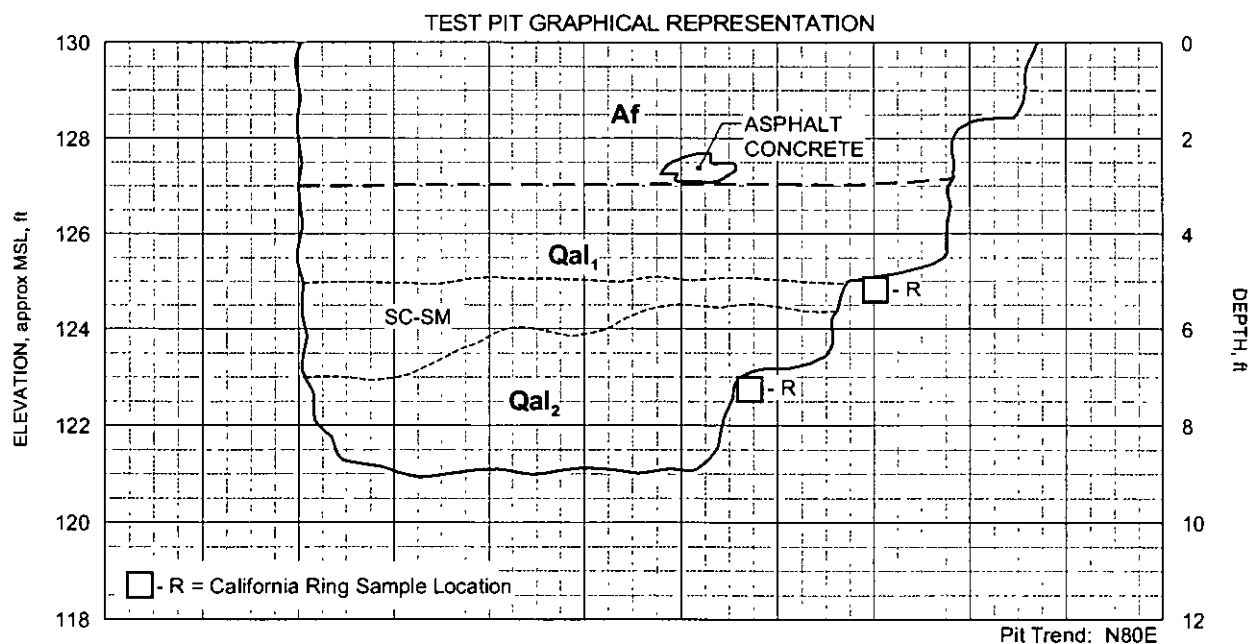 TEST PIT GRAPHICAL REPRESENTATION
130
128
126
124
122
120
118
ELEVATION, approx MSL, ft
0
2
4
6
8
10
12
DEPTH, ft
Af
ASPHALT
CONCRETE
Qal₁
- R
SC-SM
- R
Qal₂
- R = California Ring Sample Location
Pit Trend: N80E